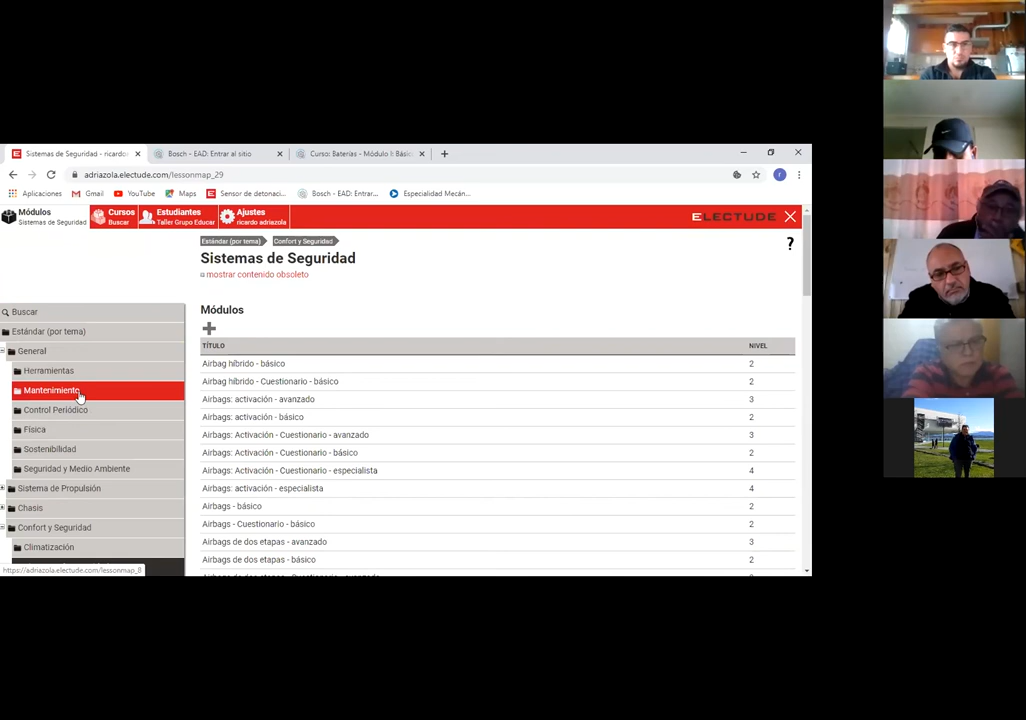 Sistemas de Seguridad - ricardo
Bosch - EAD: Entrar al sitio
Curso: Baterías - Módulo I: Básic
adriazola.electude.com/lessonmap_29
r
Aplicaciones
Gmail
YouTube
Maps
Sensor de detonaci...
Bosch - EAD: Entrar...
Especialidad Mecán...
Módulos
Sistemas de Seguridad
Cursos
Buscar
Estudiantes
Taller Grupo Educar
Ajustes
ricardo adriazola
ELECTUDE
Estándar (por tema)
Confort y Seguridad
?
Sistemas de Seguridad
mostrar contenido obsoleto
Buscar
Estándar (por tema)
General
Herramientas
Mantenimiento
Control Periódico
Física
Sostenibilidad
Seguridad y Medio Ambiente
Sistema de Propulsión
Chasis
Confort y Seguridad
Climatización
https://adriazola.electude.com/lessonmap_8
Módulos
TÍTULO NIVEL
Airbag híbrido - básico 2
Airbag híbrido - Cuestionario - básico 2
Airbags: activación - avanzado 3
Airbags: activación - básico 2
Airbags: Activación - Cuestionario - avanzado 3
Airbags: Activación - Cuestionario - básico 2
Airbags: Activación - Cuestionario - especialista 4
Airbags: activación - especialista 4
Airbags - básico 2
Airbags - Cuestionario - básico 2
Airbags de dos etapas - avanzado 3
Airbags de dos etapas - básico 2